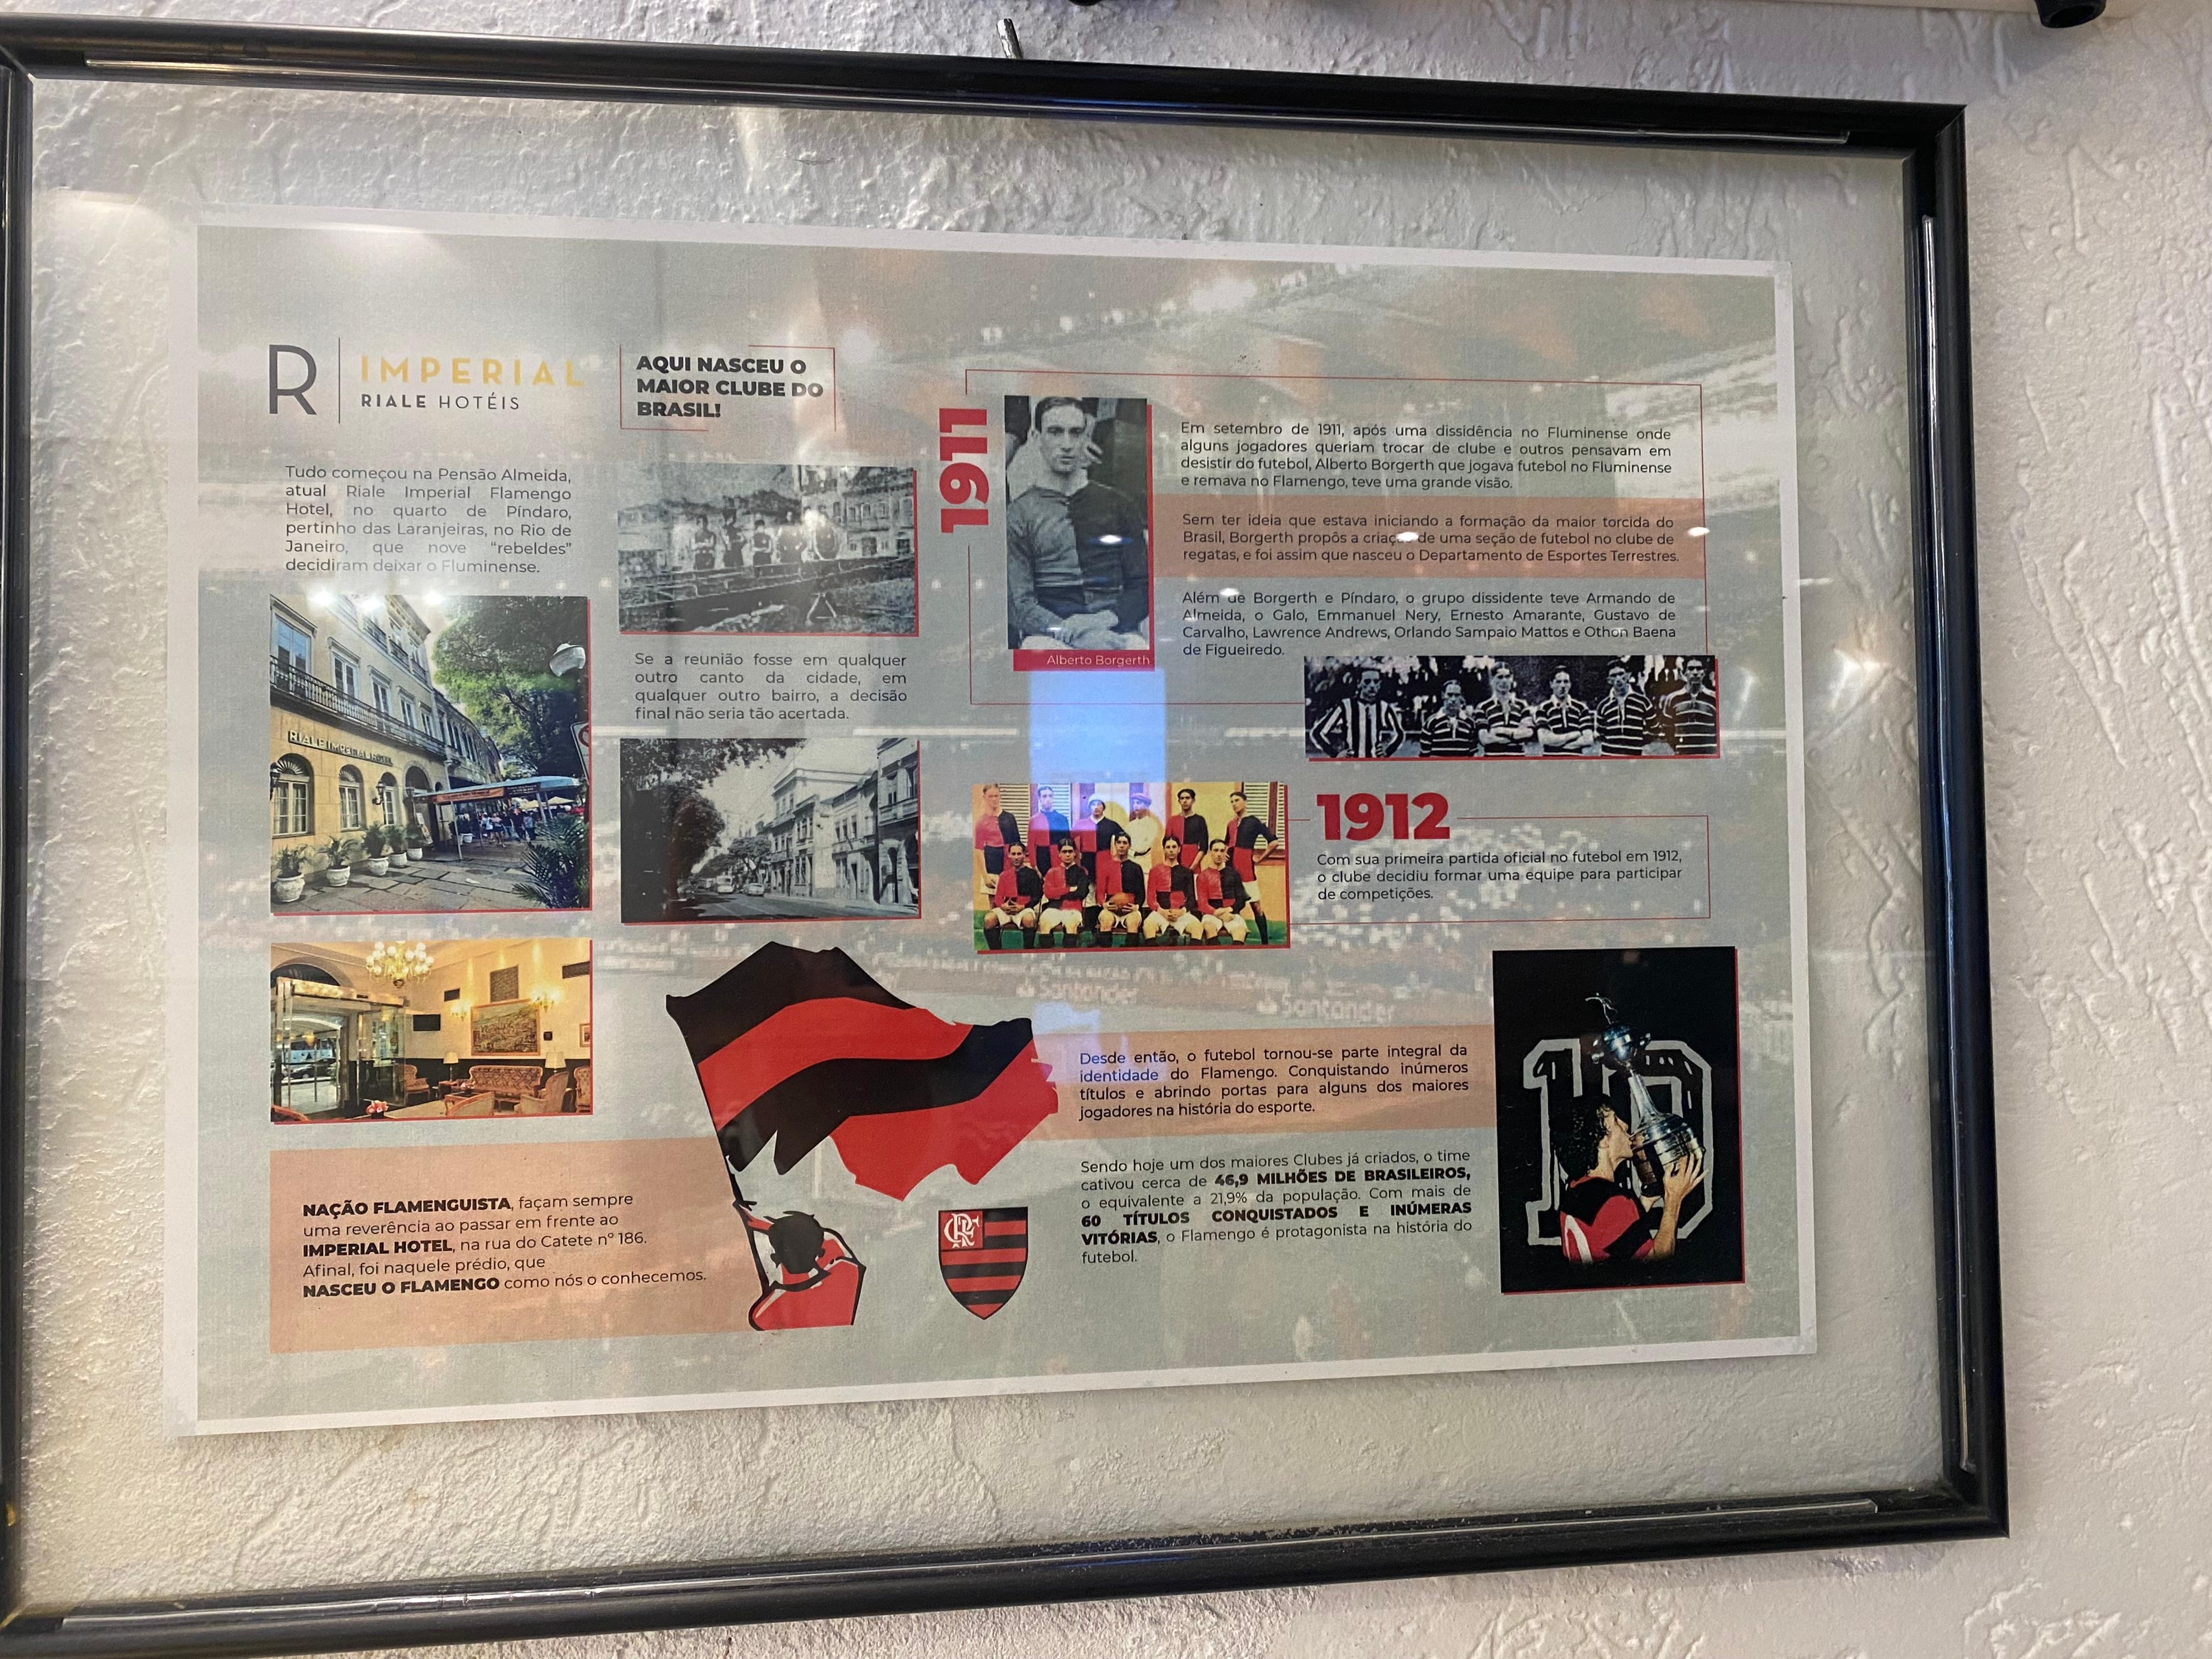 R
IMPERIAL
RIALE HOTÉIS
AQUI NASCEU O
MAIOR CLUBE DO
BRASIL!
Tudo começou na Pensão Almeida,
atual Riale Imperial Flamengo
Hotel, no quarto de Píndaro,
pertinho das Laranjeiras, no Rio de
Janeiro, que nove "rebeldes"
decidiram deixar o Fluminense.
RIALE IMPERIAL HOTEL
Se a reunião fosse em qualquer
outro canto da cidade, em
qualquer outro bairro, a decisão
final não seria tão acertada.
NAÇÃO FLAMENGUISTA, façam sempre
uma reverência ao passar em frente ao
IMPERIAL HOTEL, na rua do Catete nº 186.
Afinal, foi naquele prédio, que
NASCEU O FLAMENGO como nós o conhecemos.
1911
Alberto Borgerth
Em setembro de 1911, após uma dissidência no Fluminense onde
alguns jogadores queriam trocar de clube e outros pensavam em
desistir do futebol, Alberto Borgerth que jogava futebol no Fluminense
e remava no Flamengo, teve uma grande visão.
Sem ter ideia que estava iniciando a formação da maior torcida do
Brasil, Borgerth propôs a criação de uma seção de futebol no clube de
regatas, e foi assim que nasceu o Departamento de Esportes Terrestres.
Além de Borgerth e Píndaro, o grupo dissidente teve Armando de
Almeida, o Galo, Emmanuel Nery, Ernesto Amarante, Gustavo de
Carvalho, Lawrence Andrews, Orlando Sampaio Mattos e Othon Baena
de Figueiredo.
1912
Com sua primeira partida oficial no futebol em 1912,
o clube decidiu formar uma equipe para participar
de competições.
Santander
Santander
Desde então, o futebol tornou-se parte integral da
identidade do Flamengo. Conquistando inúmeros
títulos e abrindo portas para alguns dos maiores
jogadores na história do esporte.
Sendo hoje um dos maiores Clubes já criados, o time
cativou cerca de 46,9 MILHÕES DE BRASILEIROS,
o equivalente a 21,9% da população. Com mais de
60 TÍTULOS CONQUISTADOS E INÚMERAS
VITÓRIAS, o Flamengo é protagonista na história do
futebol.
CRF
10